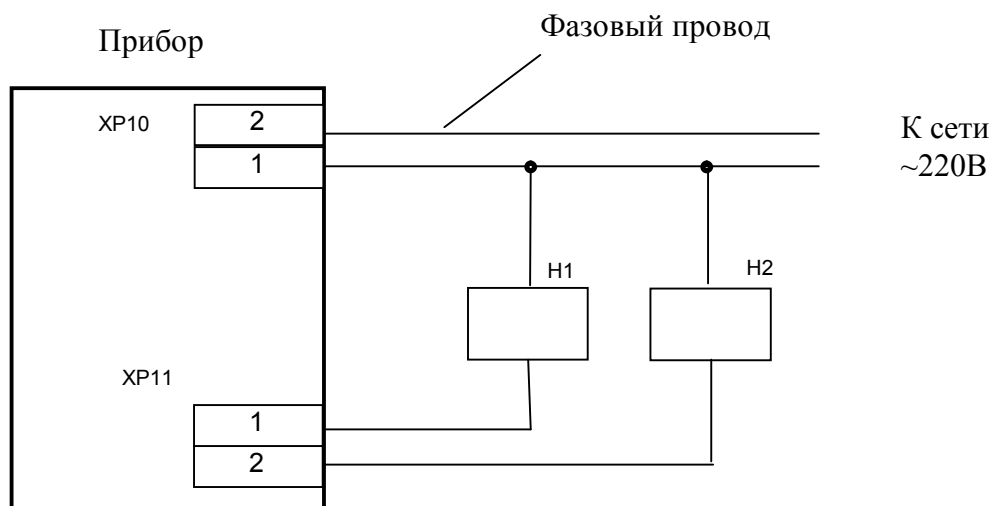 Фазовый провод
Прибор
XP10
2
К сети
1
~220В
H1
H2
XP11
1
2